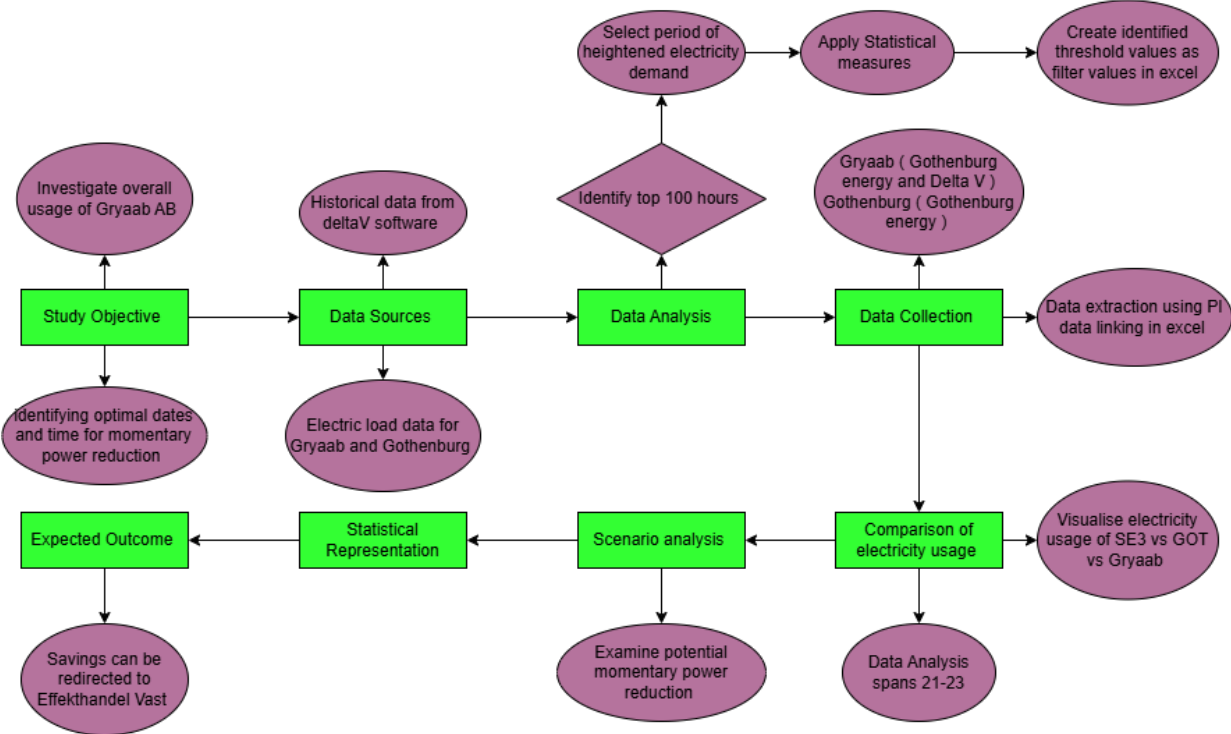 Select period of
heightened electricity
demand
Apply Statistical
measures
Create identified
threshold values as
filter values in excel
Investigate overall
usage of Gryaab AB
Historical data from
deltaV software
Identify top 100 hours
Gryaab ( Gothenburg
energy and Delta V )
Gothenburg ( Gothenburg
energy )
Study Objective
Data Sources
Data Analysis
Data Collection
Data extraction using PI
data linking in excel
Identifying optimal dates
and time for momentary
power reduction
Electric load data for
Gryaab and Gothenburg
Expected Outcome
Statistical
Representation
Scenario analysis
Comparison of
electricity usage
Visualise electricity
usage of SE3 vs GOT
vs Gryaab
Savings can be
redirected to
Effekthandel Vast
Examine potential
momentary power
reduction
Data Analysis
spans 21-23